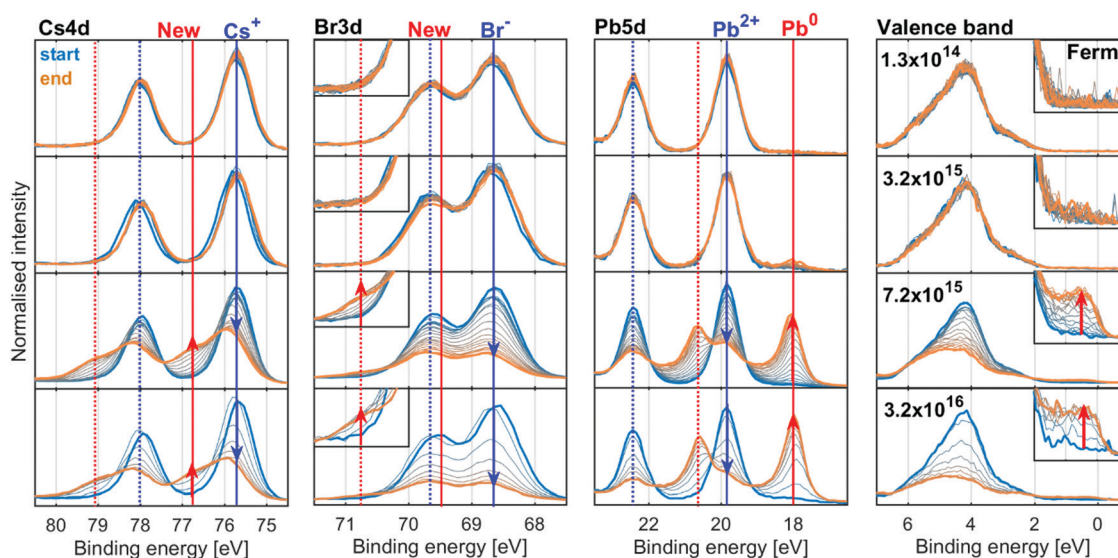 Cs4d New Cs+
start
end
Br3d New Br-
Pb5d Pb2+ Pb0
Valence band
Ferm
1.3x10^14
3.2x10^15
7.2x10^15
3.2x10^16
Normalised intensity
80 79 78 77 76 75
71 70 69 68
22 20 18
6 4 2 0
Binding energy [eV]
Binding energy [eV]
Binding energy [eV]
Binding energy [eV]